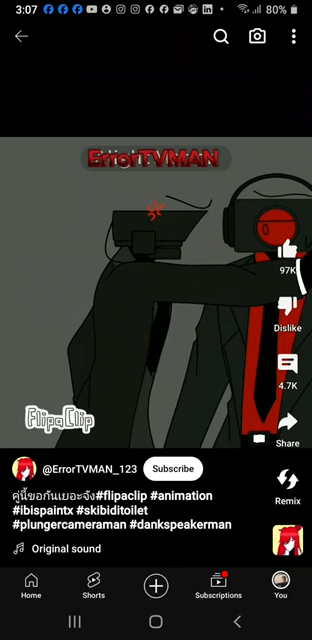 3:07
80%
ErrorTVMAN
97K
Dislike
4.7K
FlipaClip
Share
@ErrorTVMAN_123 Subscribe
คู่นี้ขอกันเยอะจัง#flipaclip #animation
#ibispaintx #skibiditoilet
#plungercameraman #dankspeakerman
Remix
Original sound
Home Shorts Subscriptions You